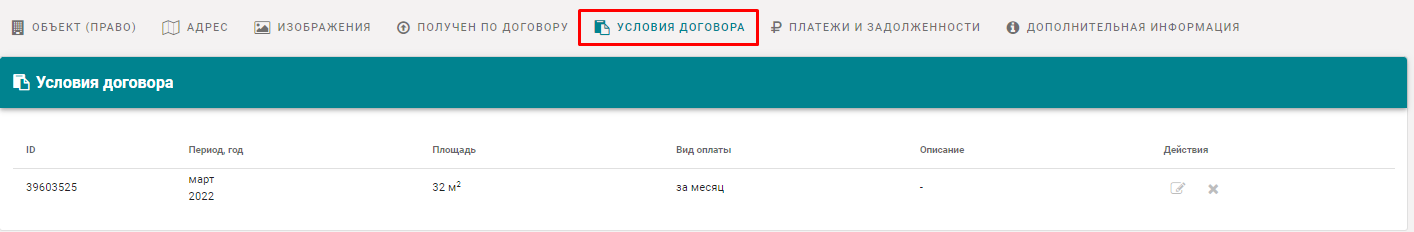 ОБЪЕКТ (ПРАВО) АДРЕС ИЗОБРАЖЕНИЯ ПОЛУЧЕН ПО ДОГОВОРУ УСЛОВИЯ ДОГОВОРА ПЛАТЕЖИ И ЗАДОЛЖЕННОСТИ ДОПОЛНИТЕЛЬНАЯ ИНФОРМАЦИЯ
Условия договора
ID Период, год Площадь Вид оплаты Описание Действия
39603525 март 2022 32 м² за месяц -